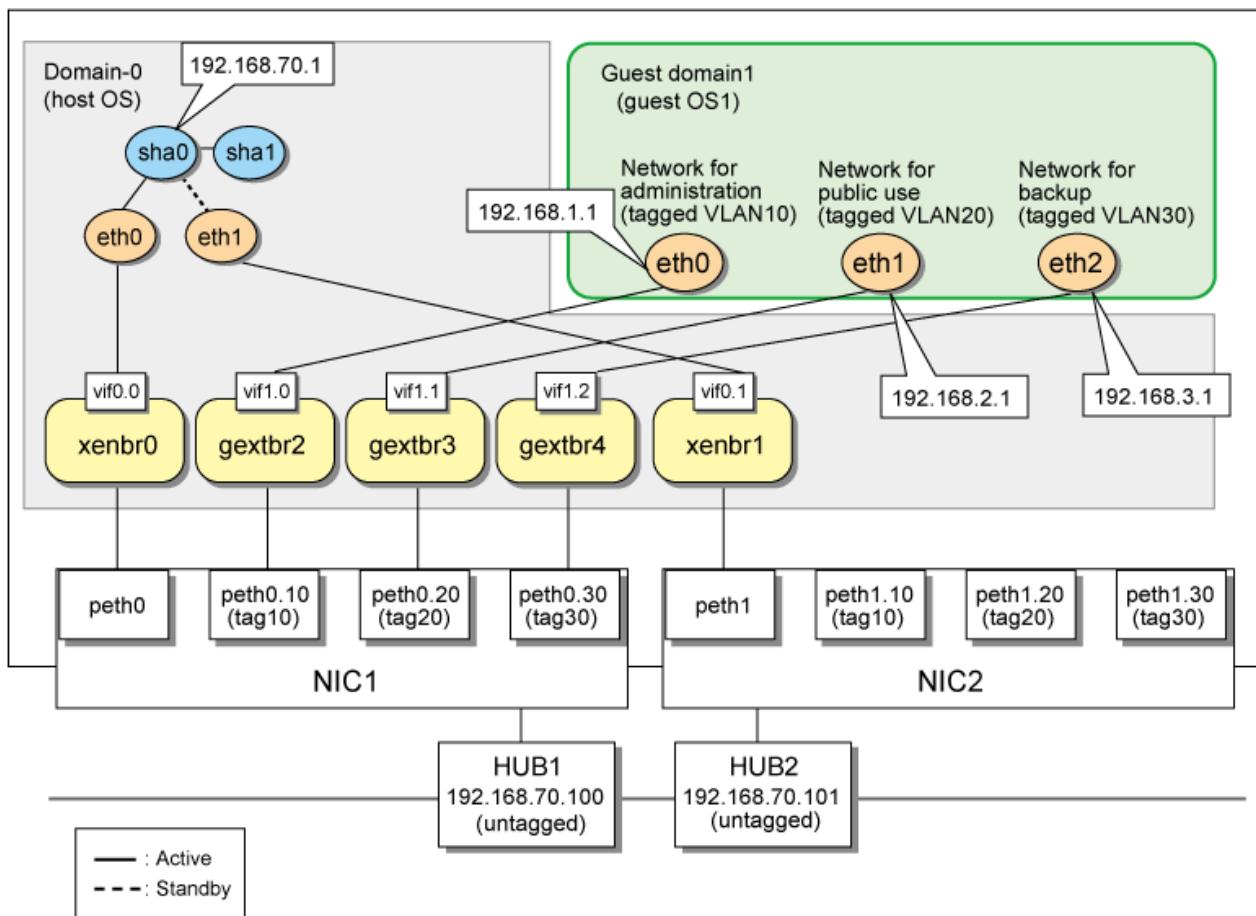 192.168.70.1
Domain-0
(host OS)
sha0
sha1
eth0
eth1
Guest domain1
(guest OS1)
Network for
administration
(tagged VLAN10)
Network for
public use
(tagged VLAN20)
Network for
backup
(tagged VLAN30)
192.168.1.1
eth0
eth1
eth2
192.168.2.1
192.168.3.1
vif0.0
vif1.0
vif1.1
vif1.2
vif0.1
xenbr0
gextbr2
gextbr3
gextbr4
xenbr1
peth0
peth0.10
(tag10)
peth0.20
(tag20)
peth0.30
(tag30)
NIC1
peth1
peth1.10
(tag10)
peth1.20
(tag20)
peth1.30
(tag30)
NIC2
HUB1
192.168.70.100
(untagged)
HUB2
192.168.70.101
(untagged)
: Active
: Standby